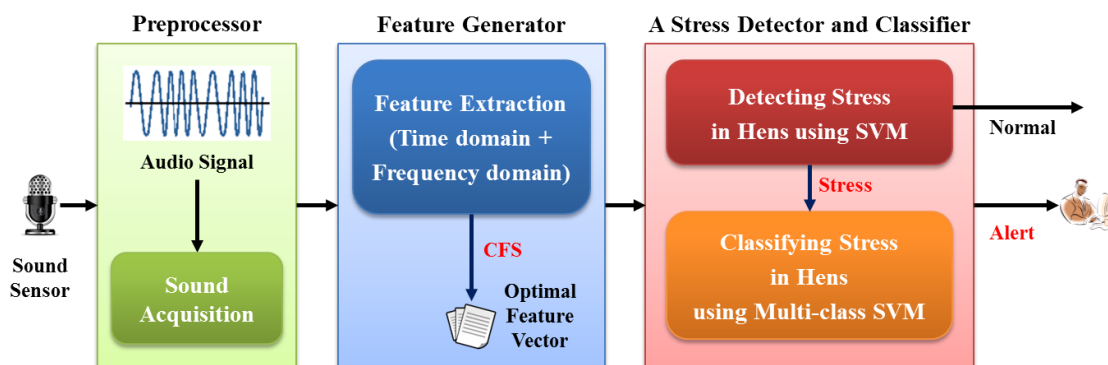 Preprocessor
Feature Generator
A Stress Detector and Classifier
Audio Signal
Sound
Acquisition
Sound
Sensor
Feature Extraction
(Time domain +
Frequency domain)
CFS
Optimal
Feature
Vector
Detecting Stress
in Hens using SVM
Normal
Stress
Classifying Stress
in Hens
using Multi-class SVM
Alert